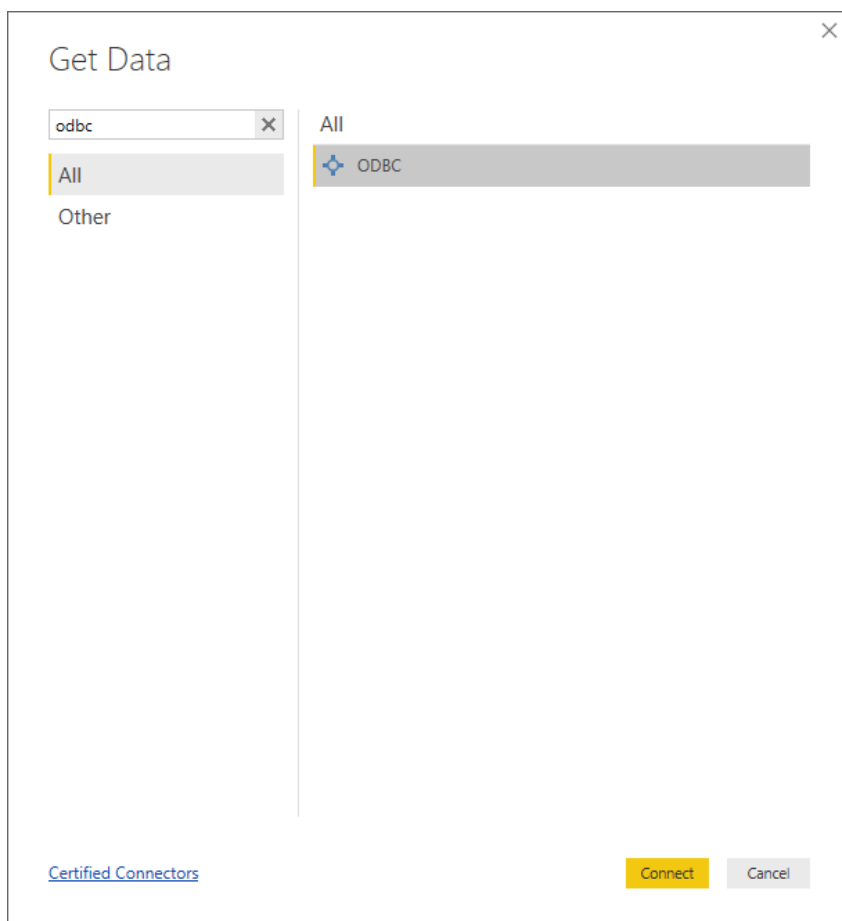 Get Data
odbc
All
Other
All
ODBC
Certified Connectors
Connect
Cancel